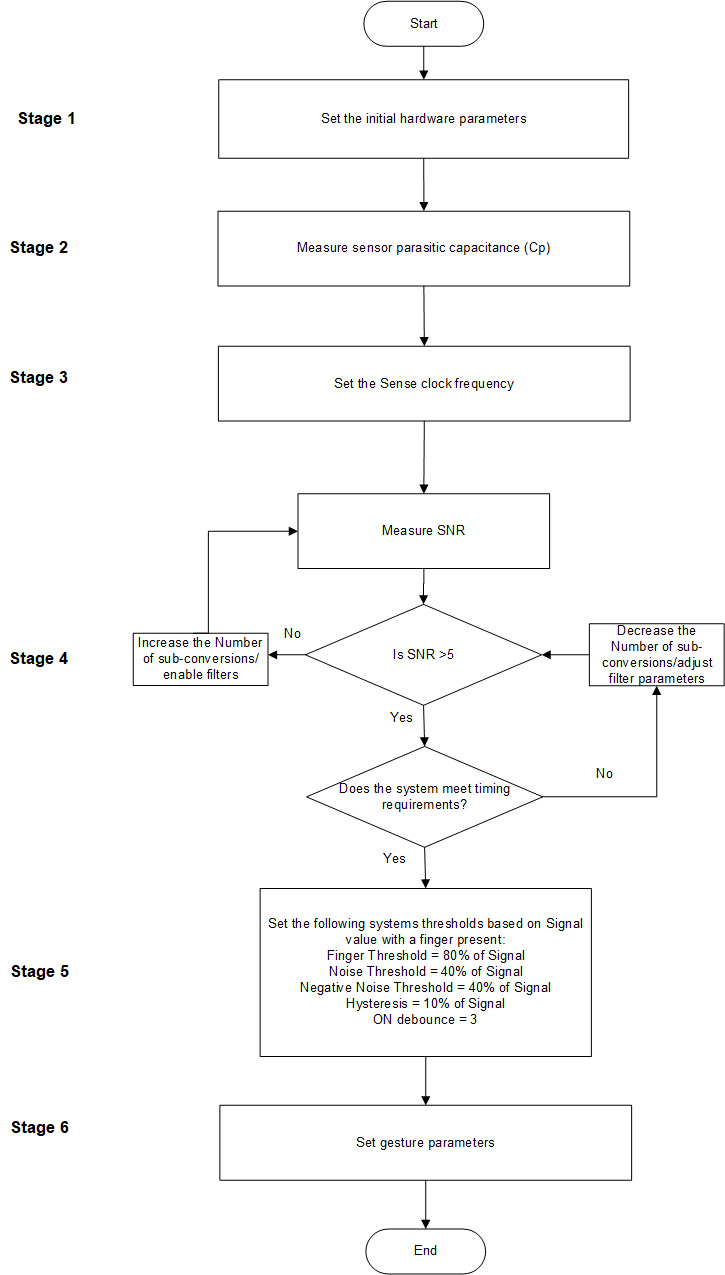 Start
Stage 1
Set the initial hardware parameters
Stage 2
Measure sensor parasitic capacitance (Cp)
Stage 3
Set the Sense clock frequency
Measure SNR
Stage 4
Increase the Number
of sub-conversions/
enable filters
No
Is SNR >5
Decrease the
Number of sub-
conversions/adjust
filter parameters
Yes
Does the system meet timing
requirements?
No
Yes
Stage 5
Set the following systems thresholds based on Signal
value with a finger present:
Finger Threshold = 80% of Signal
Noise Threshold = 40% of Signal
Negative Noise Threshold = 40% of Signal
Hysteresis = 10% of Signal
ON debounce = 3
Stage 6
Set gesture parameters
End